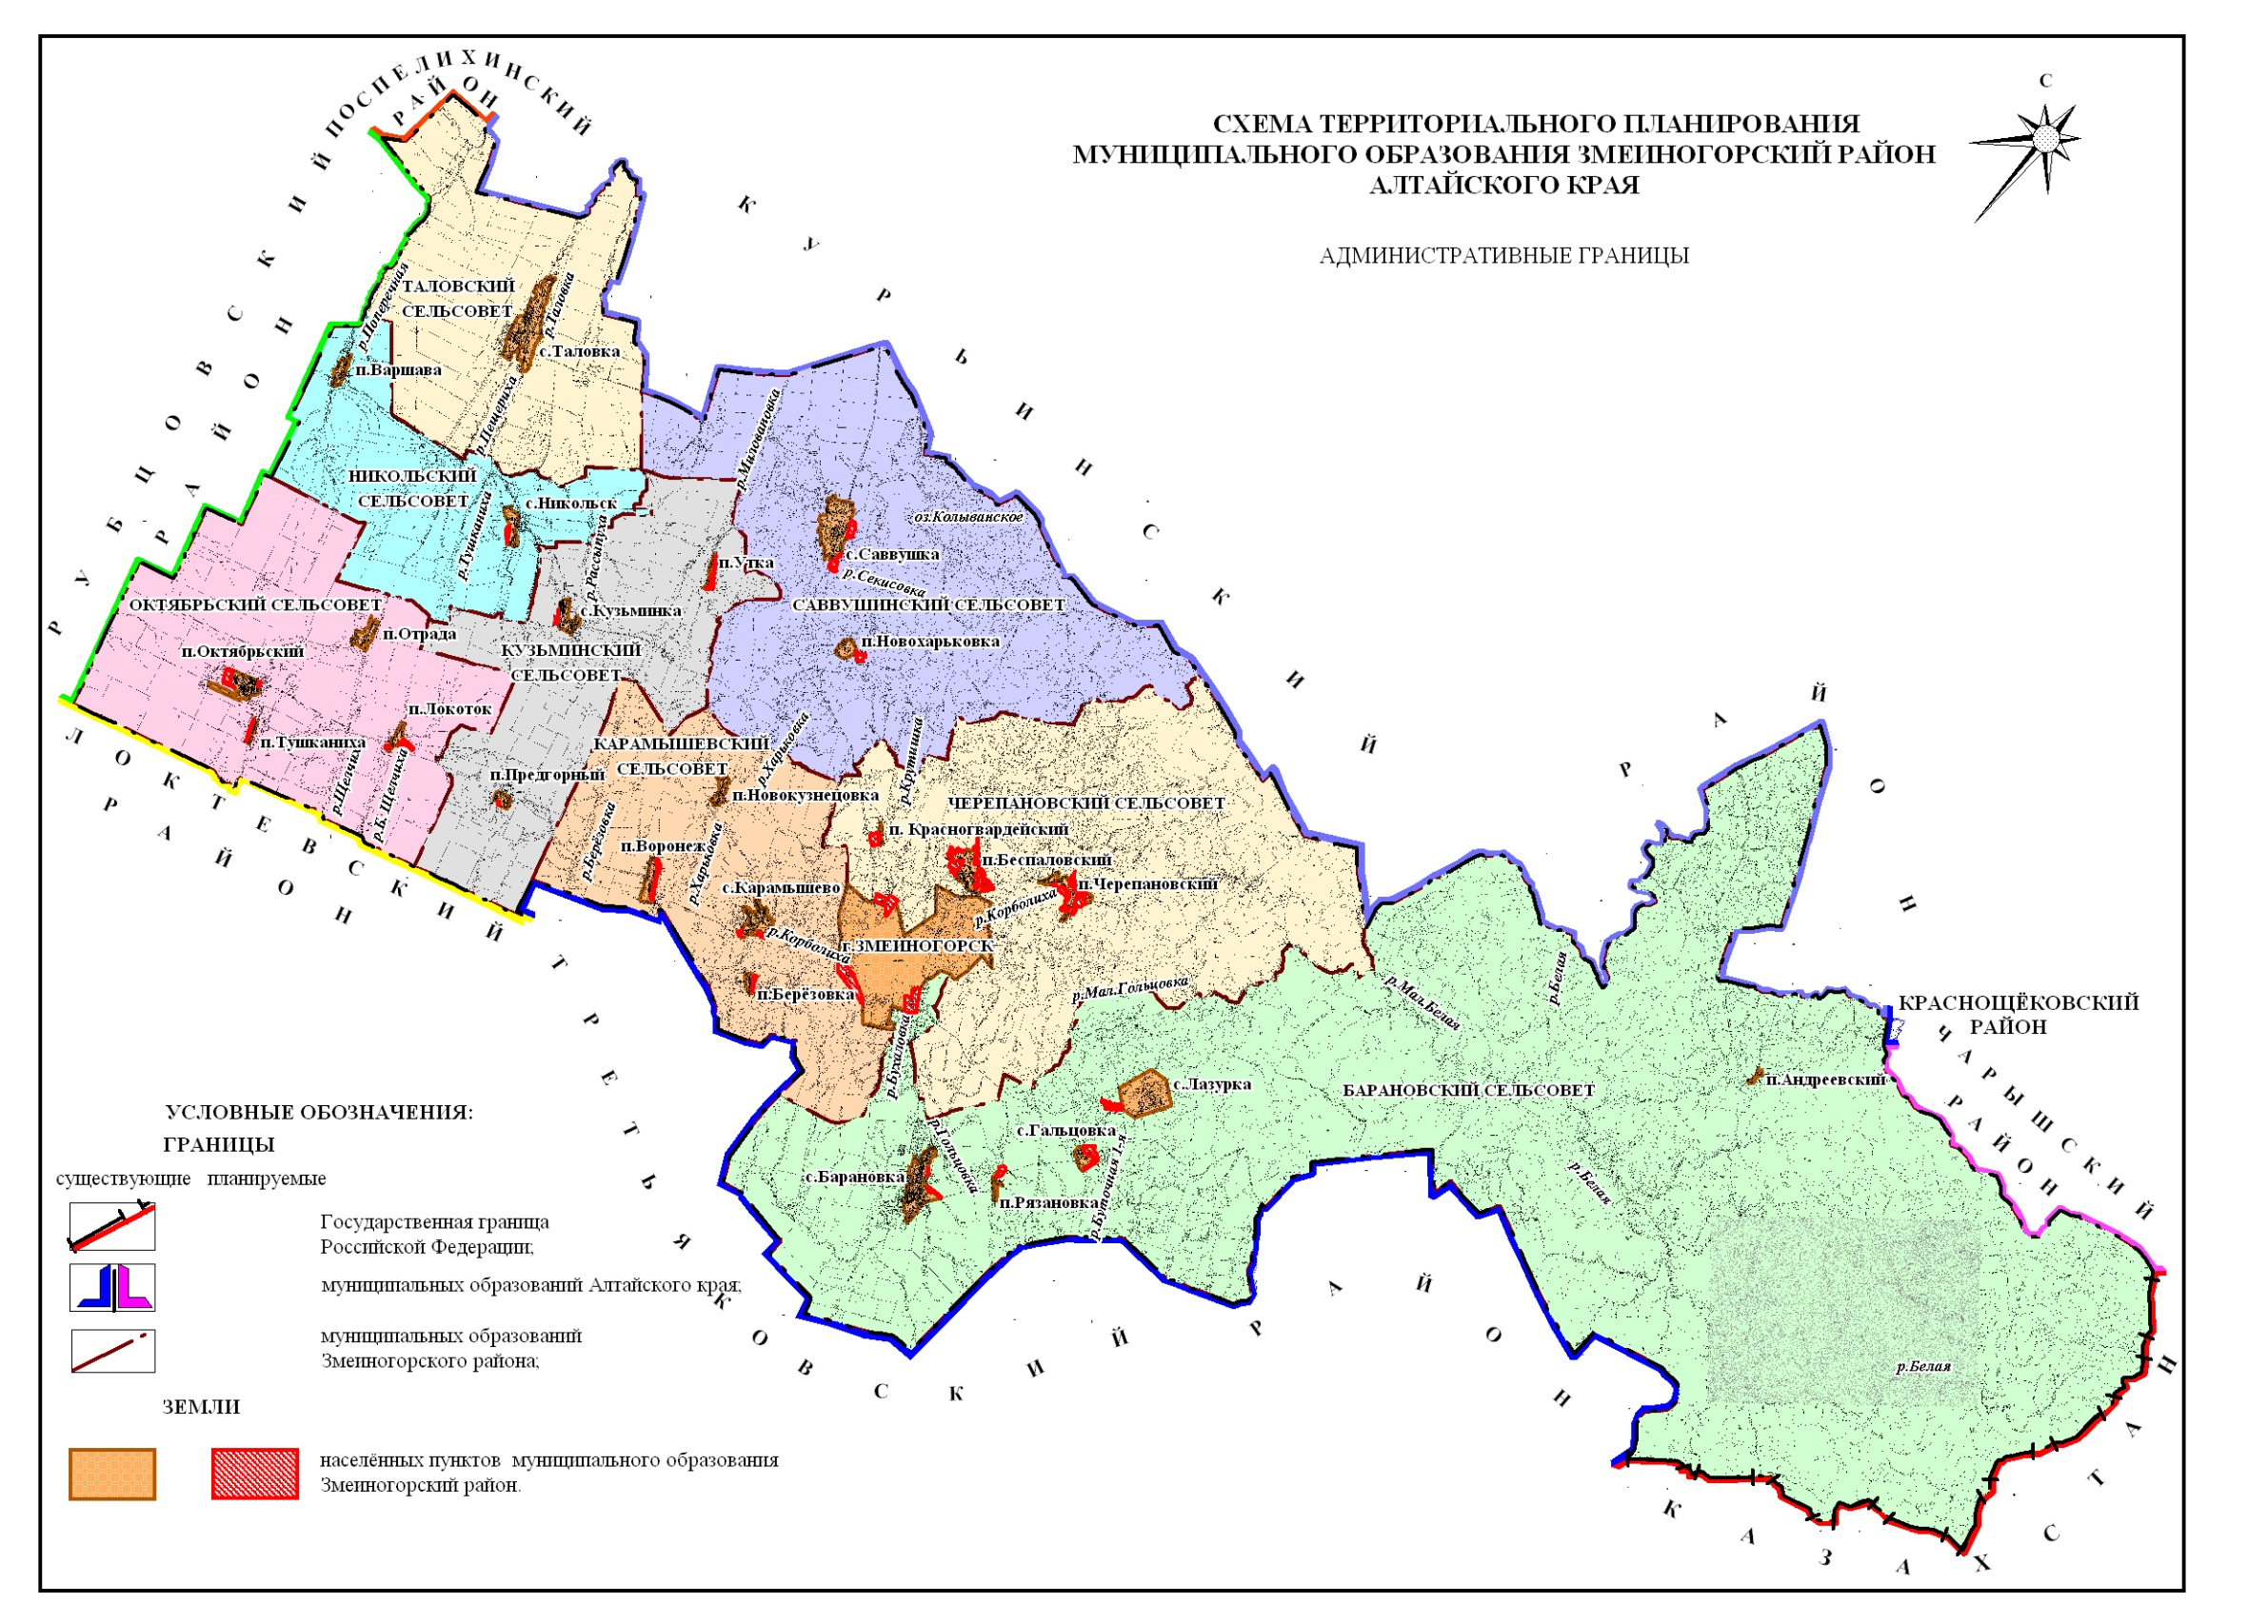 ПОСПЕЛИХИНСКИЙ
РАЙОН
С
СХЕМА ТЕРРИТОРИАЛЬНОГО ПЛАНИРОВАНИЯ
МУНИЦИПАЛЬНОГО ОБРАЗОВАНИЯ ЗМЕИНОГОРСКИЙ РАЙОН
АЛТАЙСКОГО КРАЯ
АДМИНИСТРАТИВНЫЕ ГРАНИЦЫ
РУБЦОВСКИЙ
РАЙОН
КУРЬИНСКИЙ РАЙОН
ТАЛОВСКИЙ
СЕЛЬСОВЕТ
р.Поперечная
р.Таловка
с.Таловка
п.Варшава
р.Пещериха
р.Миловановка
НИКОЛЬСКИЙ
СЕЛЬСОВЕТ
с.Никольск
р.Тушканиха
р.Рассыпуха
оз.Колыванское
с.Саввушка
п.Утка
р.Секисовка
САВВУШИНСКИЙ СЕЛЬСОВЕТ
ОКТЯБРЬСКИЙ СЕЛЬСОВЕТ
с.Кузьминка
п.Отрада
п.Новохарьковка
п.Октябрьский
КУЗЬМИНСКИЙ
СЕЛЬСОВЕТ
п.Локоток
п.Тушканиха
р.Щелчиха
р.Б. Щелчиха
п.Предгорный
КАРАМЫШЕВСКИЙ
СЕЛЬСОВЕТ
р.Харьковка
р.Крутишка
п.Новокузнецовка
ЧЕРЕПАНОВСКИЙ СЕЛЬСОВЕТ
р.Берёзовка
р.Харьковка
п. Красногвардейский
п.Воронеж
п.Беспаловский
с.Карамышево
п.Черепановский
р.Корболиха
р.Корболиха
г.ЗМЕИНОГОРСК
п.Берёзовка
р.Мал.Гольцовка
р.Мал.Белая
р.Белая
КРАСНОЩЁКОВСКИЙ
РАЙОН
ЧАРЫШСКИЙ
РАЙОН
ЛОКТЕВСКИЙ
РАЙОН
ТРЕТЬЯКОВСКИЙ РАЙОН
р.Бухаловка
с.Лазурка
БАРАНОВСКИЙ СЕЛЬСОВЕТ
п.Андреевский
с.Гальцовка
р.Гольцовка
с.Барановка
п.Рязановка
р.Буточная 1-я
р.Белая
р.Белая
КАЗАХСТАН
УСЛОВНЫЕ ОБОЗНАЧЕНИЯ:
ГРАНИЦЫ
существующие планируемые
Государственная граница
Российской Федерации;
муниципальных образований Алтайского края;
муниципальных образований
Змеиногорского района;
ЗЕМЛИ
населённых пунктов муниципального образования
Змеиногорский район.